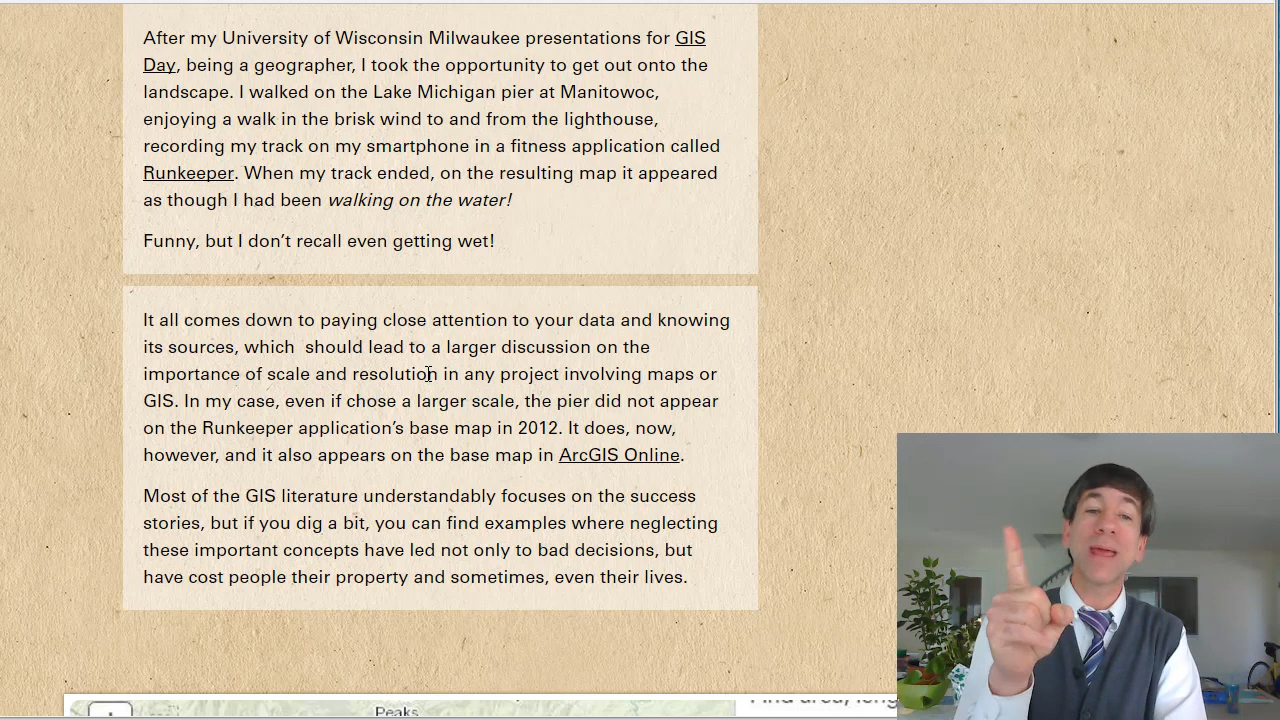 After my University of Wisconsin Milwaukee presentations for GIS
Day, being a geographer, I took the opportunity to get out onto the
landscape. I walked on the Lake Michigan pier at Manitowoc,
enjoying a walk in the brisk wind to and from the lighthouse,
recording my track on my smartphone in a fitness application called
Runkeeper. When my track ended, on the resulting map it appeared
as though I had been walking on the water!
Funny, but I don’t recall even getting wet!
It all comes down to paying close attention to your data and knowing
its sources, which  should lead to a larger discussion on the
importance of scale and resolution in any project involving maps or
GIS. In my case, even if chose a larger scale, the pier did not appear
on the Runkeeper application’s base map in 2012. It does, now,
however, and it also appears on the base map in ArcGIS Online.
Most of the GIS literature understandably focuses on the success
stories, but if you dig a bit, you can find examples where neglecting
these important concepts have led not only to bad decisions, but
have cost people their property and sometimes, even their lives.
Peaks